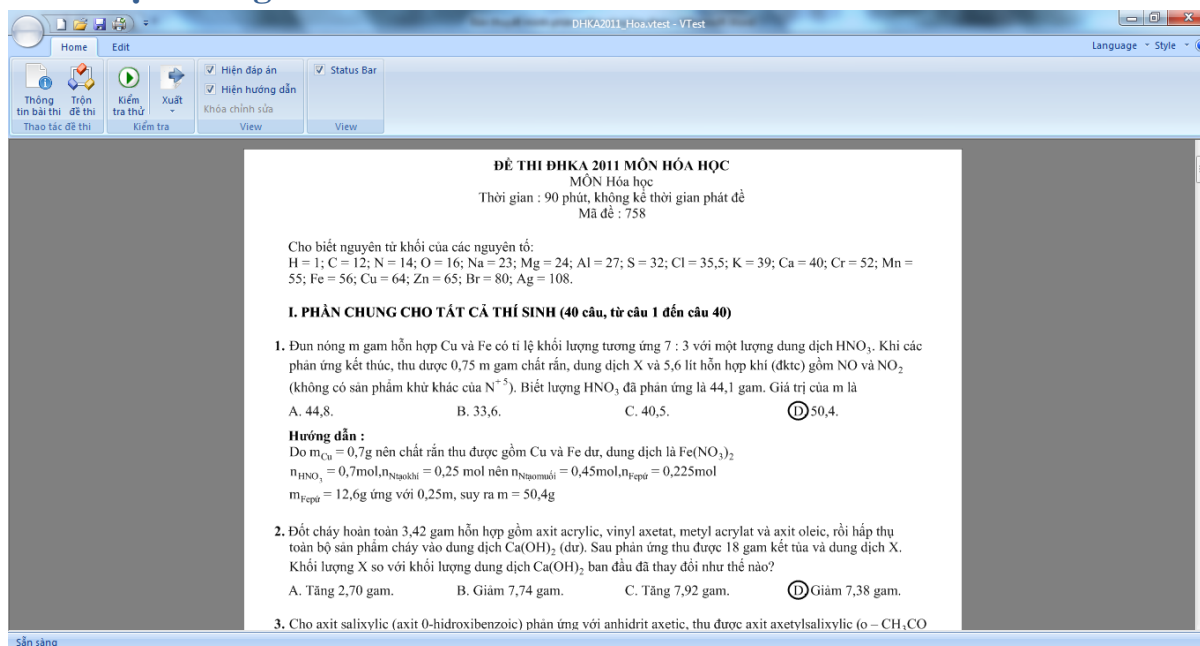 DHKA2011_Hoa.vtest - VTest
Home Edit Language Style
Thông tin bài thi
Trộn đề thi
Kiểm tra thử
Xuất
Hiện đáp án
Hiện hướng dẫn
Khóa chỉnh sửa
Status Bar
Thao tác đề thi Kiểm tra View View
ĐỀ THI ĐHKA 2011 MÔN HÓA HỌC
MÔN Hóa học
Thời gian : 90 phút, không kể thời gian phát đề
Mã đề : 758
Cho biết nguyên tử khối của các nguyên tố:
H = 1; C = 12; N = 14; O = 16; Na = 23; Mg = 24; Al = 27; S = 32; Cl = 35,5; K = 39; Ca = 40; Cr = 52; Mn =
55; Fe = 56; Cu = 64; Zn = 65; Br = 80; Ag = 108.
I. PHẦN CHUNG CHO TẤT CẢ THÍ SINH (40 câu, từ câu 1 đến câu 40)
1. Đun nóng m gam hỗn hợp Cu và Fe có tỉ lệ khối lượng tương ứng 7 : 3 với một lượng dung dịch HNO₃. Khi các
phản ứng kết thúc, thu được 0,75 m gam chất rắn, dung dịch X và 5,6 lít hỗn hợp khí (đktc) gồm NO và NO₂
(không có sản phẩm khử khác của N⁺⁵). Biết lượng HNO₃ đã phản ứng là 44,1 gam. Giá trị của m là
A. 44,8. B. 33,6. C. 40,5. D. 50,4.
Hướng dẫn :
Do m_Cu = 0,7g nên chất rắn thu được gồm Cu và Fe dư, dung dịch là Fe(NO₃)₂
n_HNO₃ = 0,7mol,n_Ntạokhí = 0,25 mol nên n_Ntạomuối = 0,45mol,n_Fepứ = 0,225mol
m_Fepứ = 12,6g ứng với 0,25m, suy ra m = 50,4g
2. Đốt cháy hoàn toàn 3,42 gam hỗn hợp gồm axit acrylic, vinyl axetat, metyl acrylat và axit oleic, rồi hấp thụ
toàn bộ sản phẩm cháy vào dung dịch Ca(OH)₂ (dư). Sau phản ứng thu được 18 gam kết tủa và dung dịch X.
Khối lượng X so với khối lượng dung dịch Ca(OH)₂ ban đầu đã thay đổi như thế nào?
A. Tăng 2,70 gam. B. Giảm 7,74 gam. C. Tăng 7,92 gam. D. Giảm 7,38 gam.
3. Cho axit salixylic (axit 0-hidroxibenzoic) phản ứng với anhidrit axetic, thu được axit axetylsalixylic (o – CH₃CO
Sẵn sàng